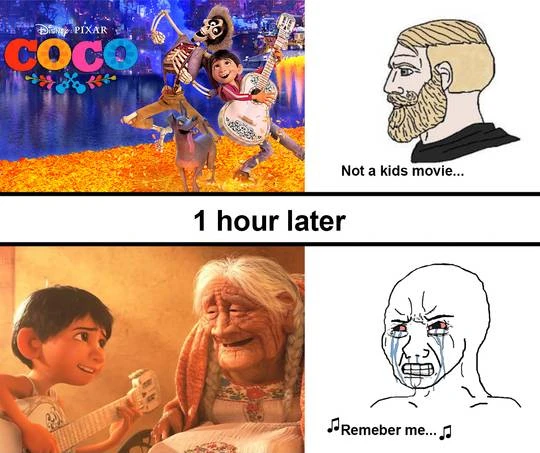 Disney PIXAR
COCO
Not a kids movie...
1 hour later
♫Remeber me...♫